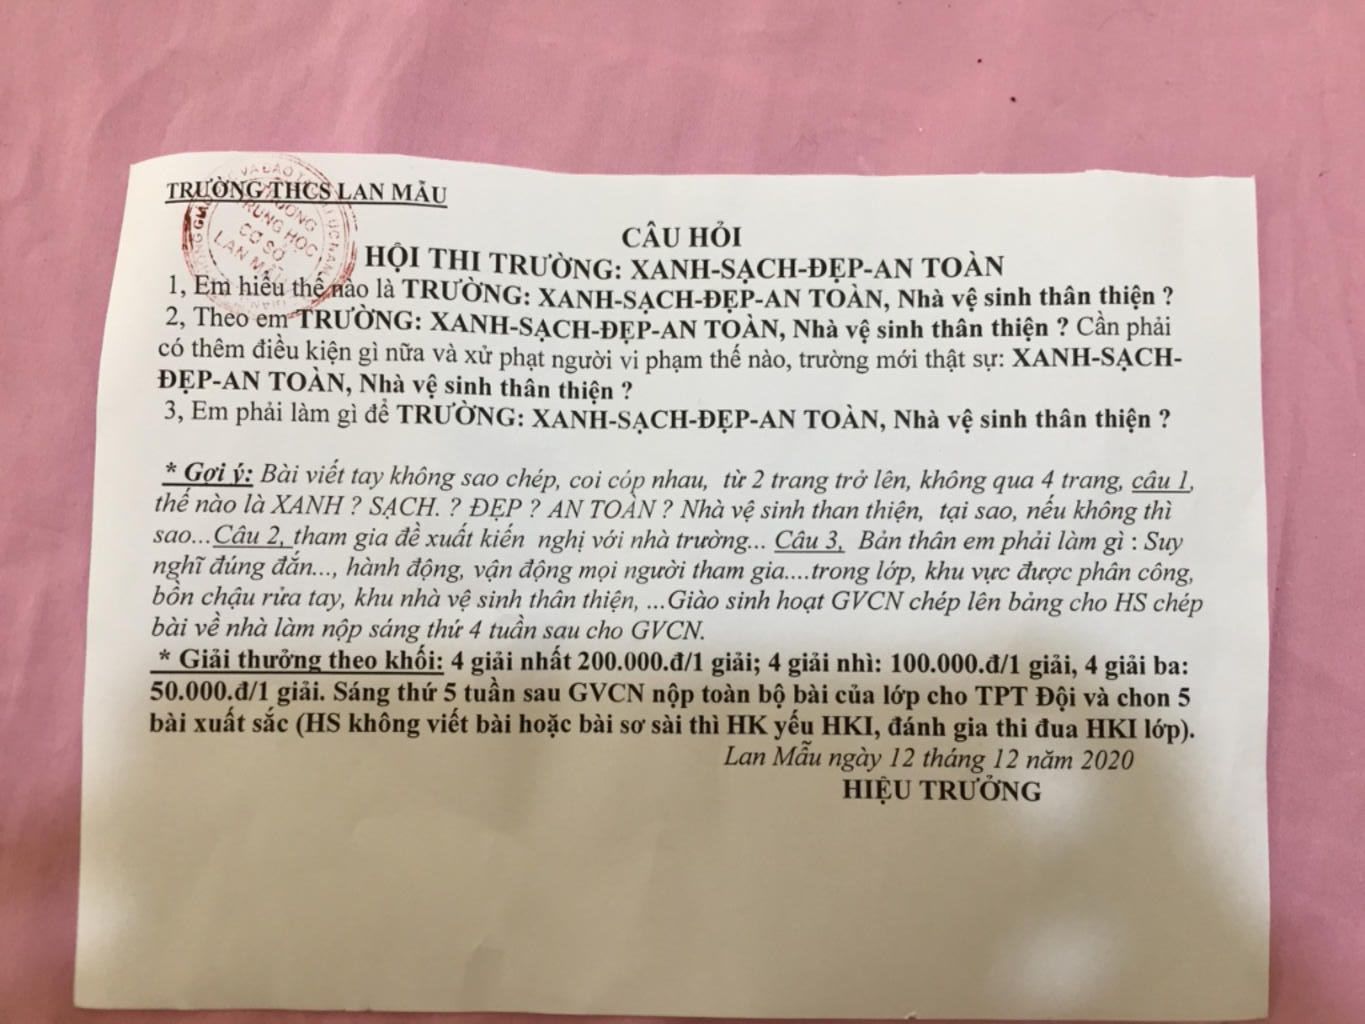 TRƯỜNG THCS LAN MẪU
TRƯỜNG
TRUNG HỌC
CƠ SỞ
LAN MẪU
CÂU HỎI
HỘI THI TRƯỜNG: XANH-SẠCH-ĐẸP-AN TOÀN
1, Em hiểu thế nào là TRƯỜNG: XANH-SẠCH-ĐẸP-AN TOÀN, Nhà vệ sinh thân thiện ?
2, Theo em TRƯỜNG: XANH-SẠCH-ĐẸP-AN TOÀN, Nhà vệ sinh thân thiện ? Cần phải
có thêm điều kiện gì nữa và xử phạt người vi phạm thế nào, trường mới thật sự: XANH-SẠCH-
ĐẸP-AN TOÀN, Nhà vệ sinh thân thiện ?
3, Em phải làm gì để TRƯỜNG: XANH-SẠCH-ĐẸP-AN TOÀN, Nhà vệ sinh thân thiện ?
* Gợi ý: Bài viết tay không sao chép, coi cóp nhau, từ 2 trang trở lên, không qua 4 trang, câu 1,
thế nào là XANH ? SẠCH. ? ĐẸP ? AN TOÀN ? Nhà vệ sinh than thiện, tại sao, nếu không thì
sao...Câu 2, tham gia đề xuất kiến nghị với nhà trường... Câu 3, Bản thân em phải làm gì : Suy
nghĩ đúng đắn..., hành động, vận động mọi người tham gia....trong lớp, khu vực được phân công,
bồn chậu rửa tay, khu nhà vệ sinh thân thiện, ...Giào sinh hoạt GVCN chép lên bảng cho HS chép
bài về nhà làm nộp sáng thứ 4 tuần sau cho GVCN.
* Giải thưởng theo khối: 4 giải nhất 200.000.đ/1 giải; 4 giải nhì: 100.000.đ/1 giải, 4 giải ba:
50.000.đ/1 giải. Sáng thứ 5 tuần sau GVCN nộp toàn bộ bài của lớp cho TPT Đội và chon 5
bài xuất sắc (HS không viết bài hoặc bài sơ sài thì HK yếu HKI, đánh gia thi đua HKI lớp).
Lan Mẫu ngày 12 tháng 12 năm 2020
HIỆU TRƯỞNG